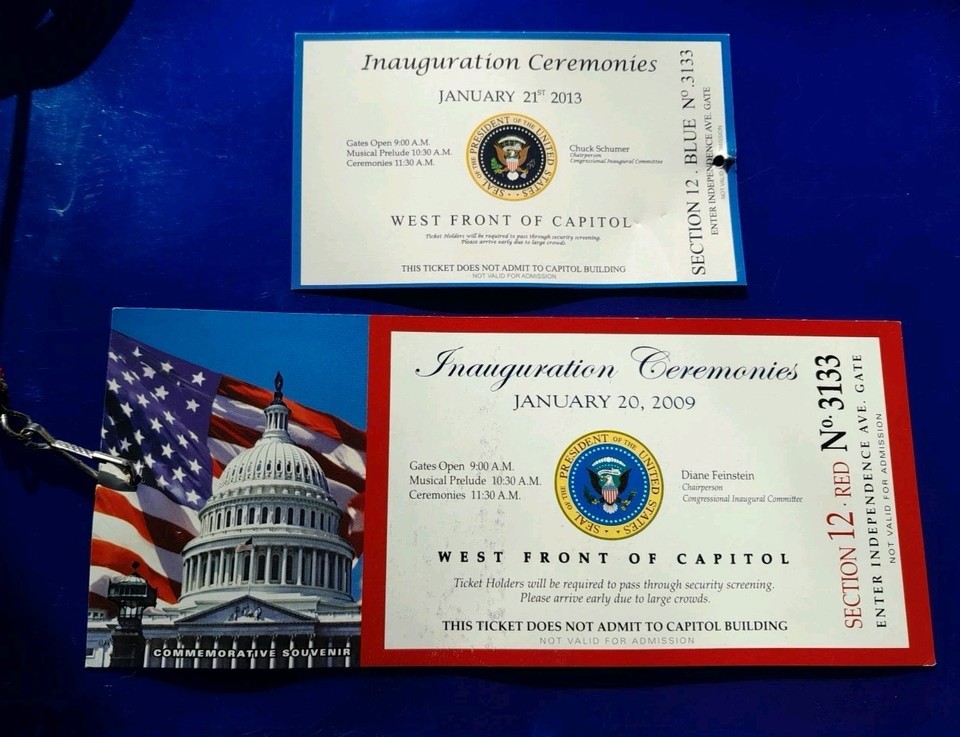 Inauguration Ceremonies
JANUARY 21ST 2013
Gates Open 9:00 A.M.
Musical Prelude 10:30 A.M.
Ceremonies 11:30 A.M.
SEAL OF THE PRESIDENT OF THE UNITED STATES
Chuck Schumer
Chairperson
Congressional Inaugural Committee
WEST FRONT OF CAPITOL
Ticket Holders will be required to pass through security screening.
Please arrive early due to large crowds.
THIS TICKET DOES NOT ADMIT TO CAPITOL BUILDING
NOT VALID FOR ADMISSION
SECTION 12 . BLUE Nº .3133
ENTER INDEPENDENCE AVE. GATE
NOT VALID ADMISSION
Inauguration Ceremonies
JANUARY 20, 2009
Gates Open 9:00 A.M.
Musical Prelude 10:30 A.M.
Ceremonies 11:30 A.M.
SEAL OF THE PRESIDENT OF THE UNITED STATES
Diane Feinstein
Chairperson
Congressional Inaugural Committee
WEST FRONT OF CAPITOL
Ticket Holders will be required to pass through security screening.
Please arrive early due to large crowds.
THIS TICKET DOES NOT ADMIT TO CAPITOL BUILDING
NOT VALID FOR ADMISSION
SECTION 12 · RED Nº· 3133
ENTER INDEPENDENCE AVE. GATE
NOT VALID FOR ADMISSION
COMMEMORATIVE SOUVENIR